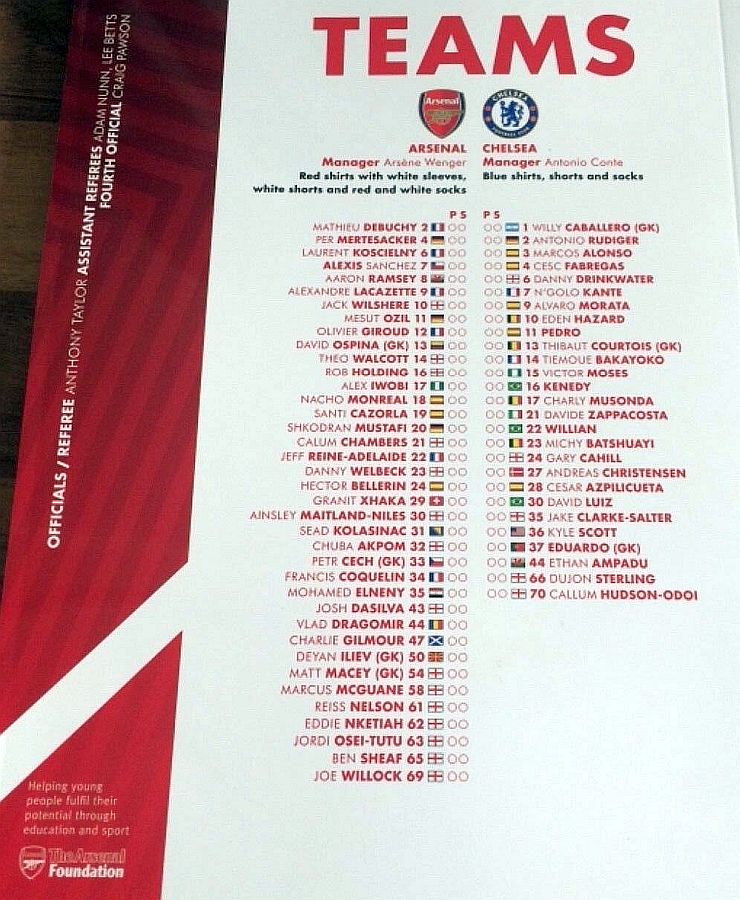 TEAMS
Arsenal
CHELSEA
FOOTBALL CLUB
ARSENAL
Manager Arsène Wenger
Red shirts with white sleeves,
white shorts and red and white socks
CHELSEA
Manager Antonio Conte
Blue shirts, shorts and socks
P S
MATHIEU DEBUCHY 2
PER MERTESACKER 4
LAURENT KOSCIELNY 6
ALEXIS SANCHEZ 7
AARON RAMSEY 8
ALEXANDRE LACAZETTE 9
JACK WILSHERE 10
MESUT OZIL 11
OLIVIER GIROUD 12
DAVID OSPINA (GK) 13
THEO WALCOTT 14
ROB HOLDING 16
ALEX IWOBI 17
NACHO MONREAL 18
SANTI CAZORLA 19
SHKODRAN MUSTAFI 20
CALUM CHAMBERS 21
JEFF REINE-ADELAIDE 22
DANNY WELBECK 23
HECTOR BELLERIN 24
GRANIT XHAKA 29
AINSLEY MAITLAND-NILES 30
SEAD KOLASINAC 31
CHUBA AKPOM 32
PETR CECH (GK) 33
FRANCIS COQUELIN 34
MOHAMED ELNENY 35
JOSH DASILVA 43
VLAD DRAGOMIR 44
CHARLIE GILMOUR 47
DEYAN ILIEV (GK) 50
MATT MACEY (GK) 54
MARCUS MCGUANE 58
REISS NELSON 61
EDDIE NKETIAH 62
JORDI OSEI-TUTU 63
BEN SHEAF 65
JOE WILLOCK 69
P S
1 WILLY CABALLERO (GK)
2 ANTONIO RUDIGER
3 MARCOS ALONSO
4 CESC FABREGAS
6 DANNY DRINKWATER
7 N'GOLO KANTE
9 ALVARO MORATA
10 EDEN HAZARD
11 PEDRO
13 THIBAUT COURTOIS (GK)
14 TIEMOUE BAKAYOKO
15 VICTOR MOSES
16 KENEDY
17 CHARLY MUSONDA
21 DAVIDE ZAPPACOSTA
22 WILLIAN
23 MICHY BATSHUAYI
24 GARY CAHILL
27 ANDREAS CHRISTENSEN
28 CESAR AZPILICUETA
30 DAVID LUIZ
35 JAKE CLARKE-SALTER
36 KYLE SCOTT
37 EDUARDO (GK)
44 ETHAN AMPADU
66 DUJON STERLING
70 CALLUM HUDSON-ODOI
OFFICIALS / REFEREE ANTHONY TAYLOR ASSISTANT REFEREES ADAM NUNN, LEE BETTS
FOURTH OFFICIAL CRAIG PAWSON
Helping young
people fulfil their
potential through
education and sport
The Arsenal
Foundation